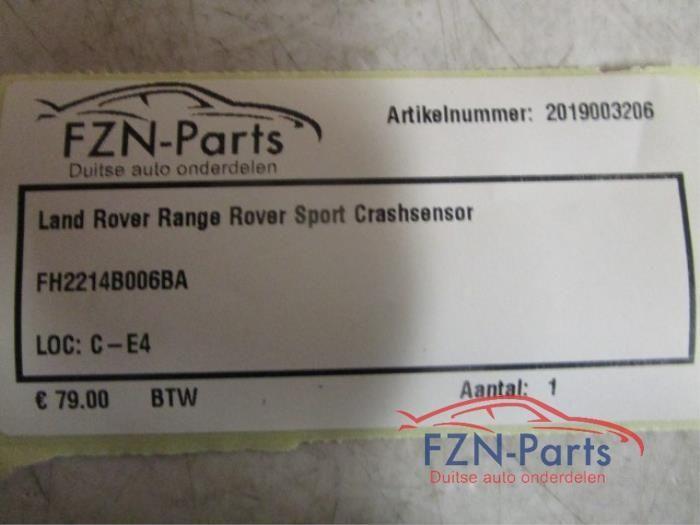 FZN-Parts
Duitse auto onderdelen
Artikelnummer: 2019003206
Land Rover Range Rover Sport Crashsensor
FH2214B006BA
LOC: C-E4
€ 79.00 BTW
Aantal: 1
FZN-Parts
Duitse auto onderdelen